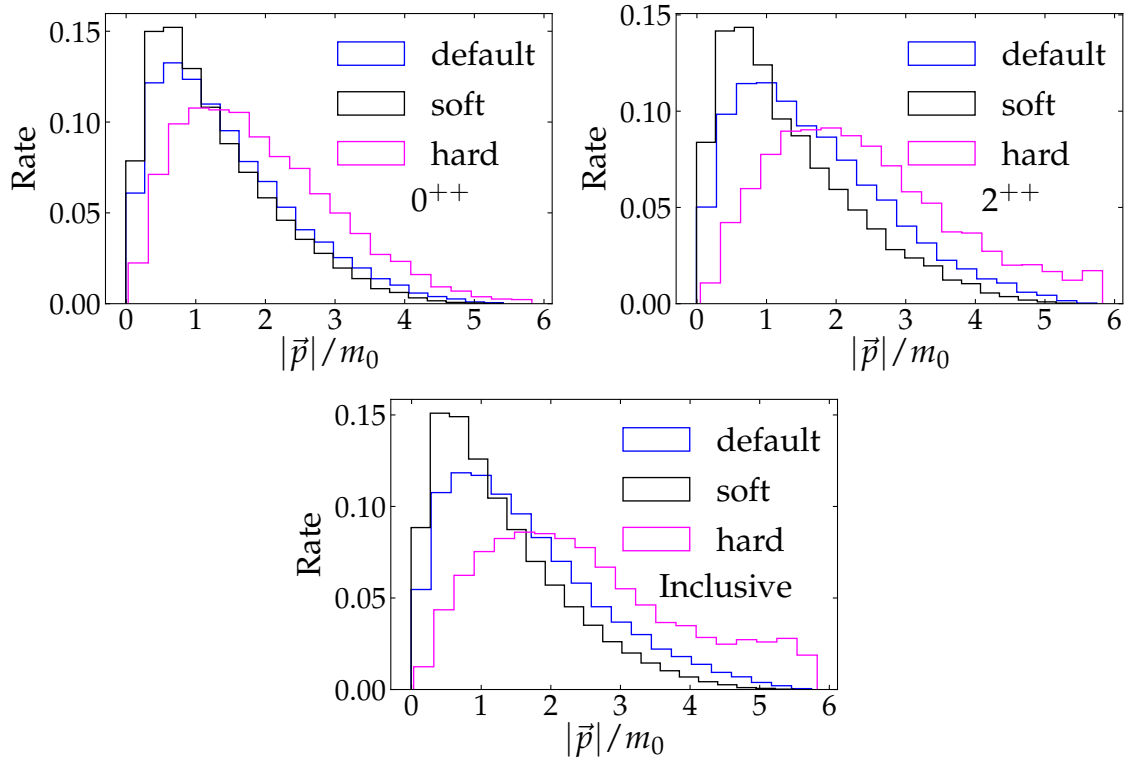 0.15
0.10
0.05
0.00
Rate
default
soft
hard
0⁺⁺
0 1 2 3 4 5 6
|p⃗|/m₀
0.15
0.10
0.05
0.00
Rate
default
soft
hard
2⁺⁺
0 1 2 3 4 5 6
|p⃗|/m₀
0.15
0.10
0.05
0.00
Rate
default
soft
hard
Inclusive
0 1 2 3 4 5 6
|p⃗|/m₀